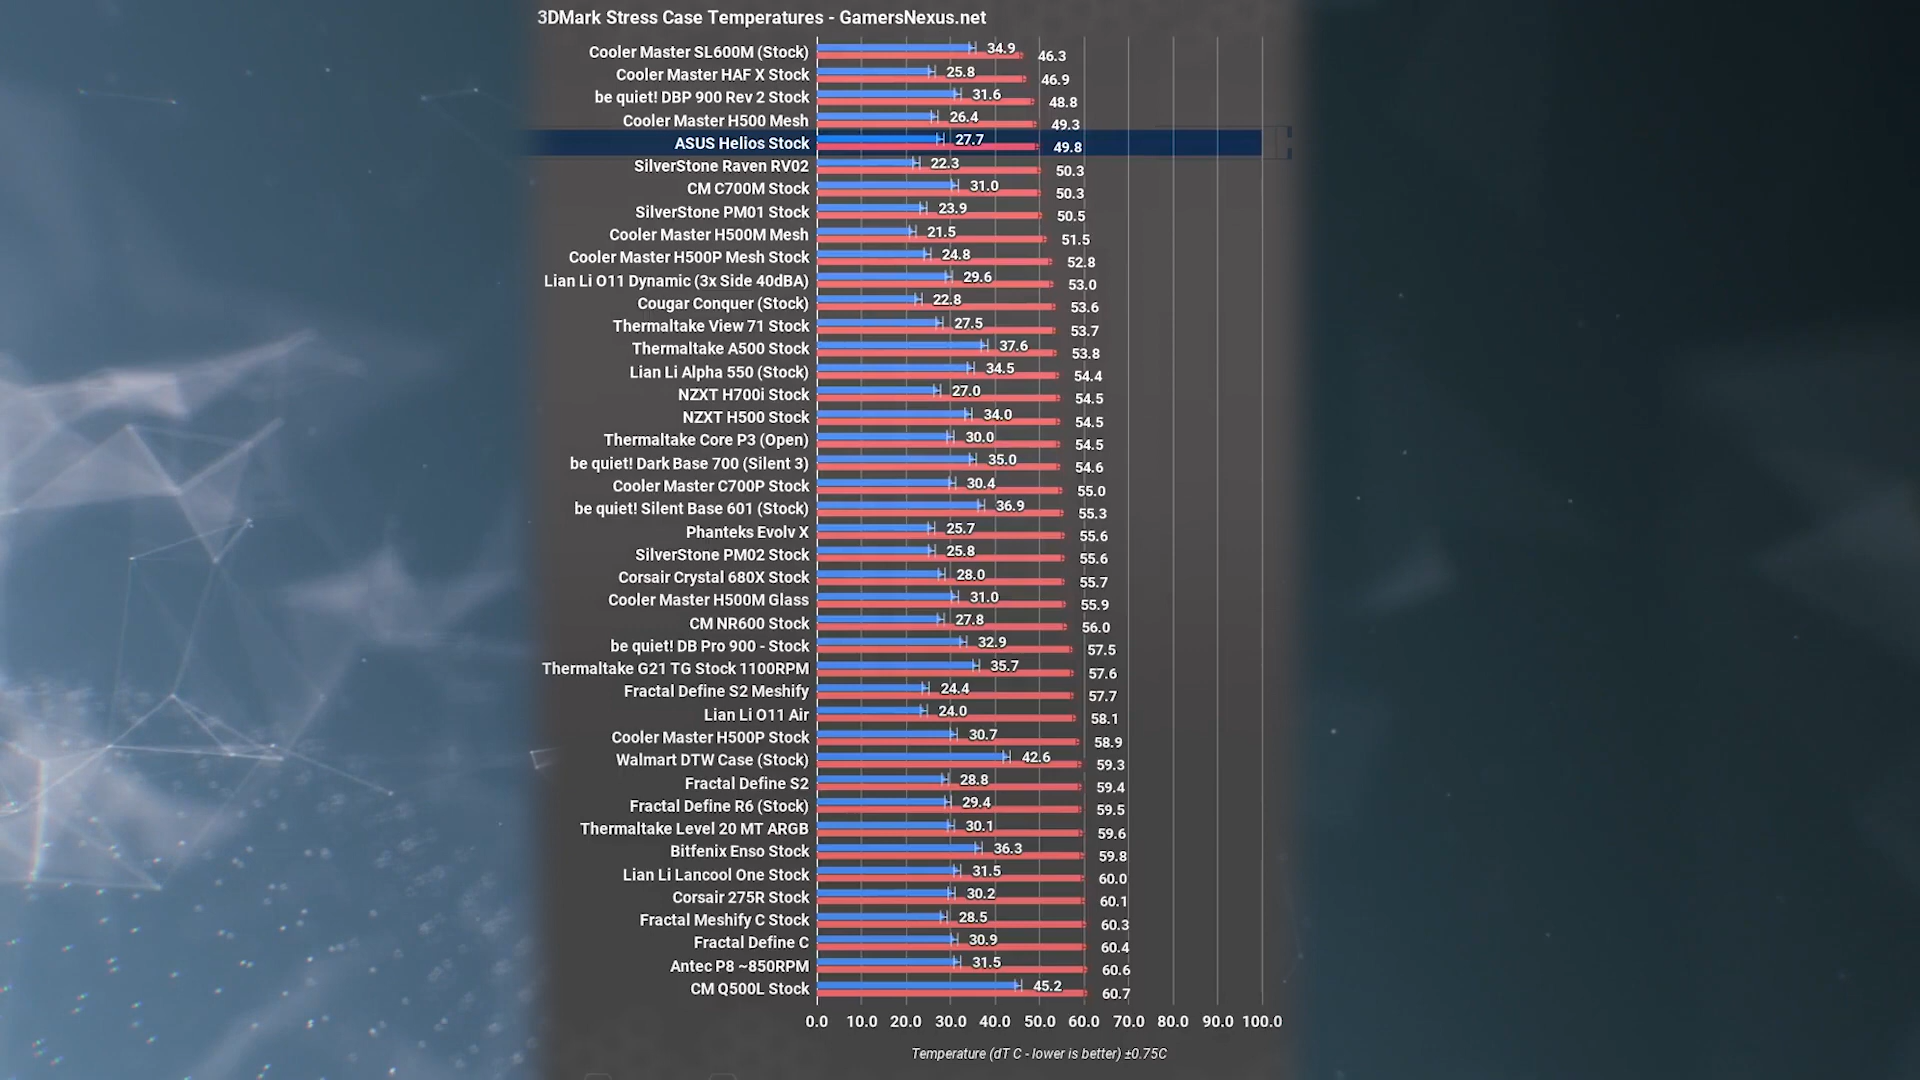 3DMark Stress Case Temperatures - GamersNexus.net
Cooler Master SL600M (Stock) 34.9 46.3
Cooler Master HAF X Stock 25.8 46.9
be quiet! DBP 900 Rev 2 Stock 31.6 48.8
Cooler Master H500 Mesh 26.4 49.3
ASUS Helios Stock 27.7 49.8
SilverStone Raven RV02 22.3 50.3
CM C700M Stock 31.0 50.3
SilverStone PM01 Stock 23.9 50.5
Cooler Master H500M Mesh 21.5 51.5
Cooler Master H500P Mesh Stock 24.8 52.8
Lian Li O11 Dynamic (3x Side 40dBA) 29.6 53.0
Cougar Conquer (Stock) 22.8 53.6
Thermaltake View 71 Stock 27.5 53.7
Thermaltake A500 Stock 37.6 53.8
Lian Li Alpha 550 (Stock) 34.5 54.4
NZXT H700i Stock 27.0 54.5
NZXT H500 Stock 34.0 54.5
Thermaltake Core P3 (Open) 30.0 54.5
be quiet! Dark Base 700 (Silent 3) 35.0 54.6
Cooler Master C700P Stock 30.4 55.0
be quiet! Silent Base 601 (Stock) 36.9 55.3
Phanteks Evolv X 25.7 55.6
SilverStone PM02 Stock 25.8 55.6
Corsair Crystal 680X Stock 28.0 55.7
Cooler Master H500M Glass 31.0 55.9
CM NR600 Stock 27.8 56.0
be quiet! DB Pro 900 - Stock 32.9 57.5
Thermaltake G21 TG Stock 1100RPM 35.7 57.6
Fractal Define S2 Meshify 24.4 57.7
Lian Li O11 Air 24.0 58.1
Cooler Master H500P Stock 30.7 58.9
Walmart DTW Case (Stock) 42.6 59.3
Fractal Define S2 28.8 59.4
Fractal Define R6 (Stock) 29.4 59.5
Thermaltake Level 20 MT ARGB 30.1 59.6
Bitfenix Enso Stock 36.3 59.8
Lian Li Lancool One Stock 31.5 60.0
Corsair 275R Stock 30.2 60.1
Fractal Meshify C Stock 28.5 60.3
Fractal Define C 30.9 60.4
Antec P8 ~850RPM 31.5 60.6
CM Q500L Stock 45.2 60.7
0.0 10.0 20.0 30.0 40.0 50.0 60.0 70.0 80.0 90.0 100.0
Temperature (dT C - lower is better) ±0.75C